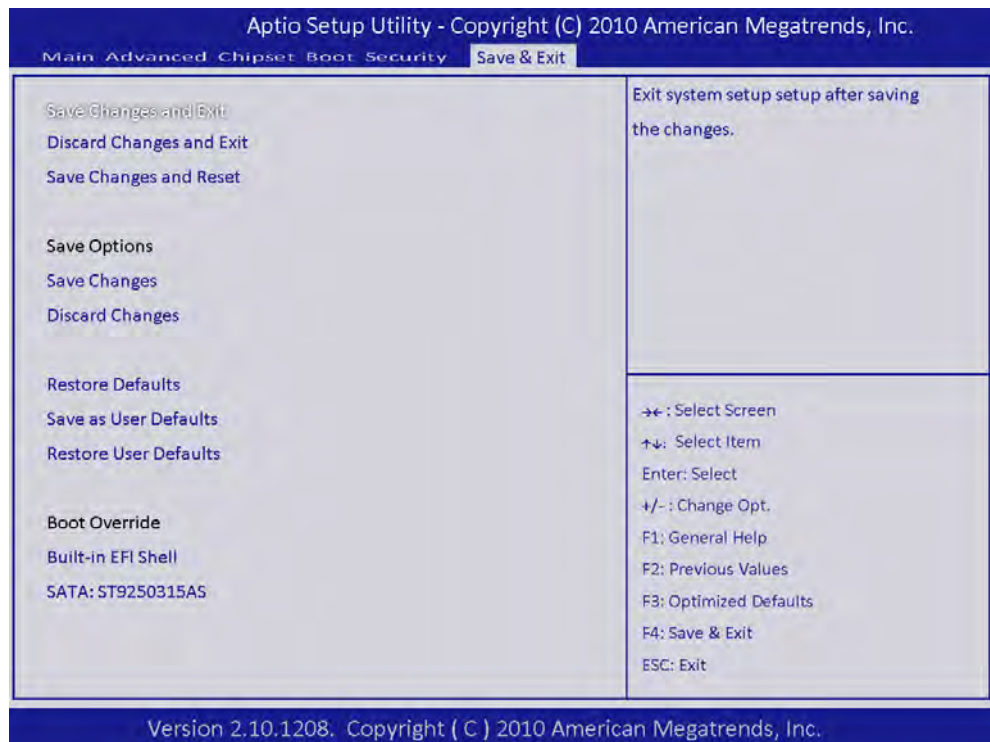 Aptio Setup Utility - Copyright (C) 2010 American Megatrends, Inc.
Main Advanced Chipset Boot Security Save & Exit
Save Changes and Exit
Discard Changes and Exit
Save Changes and Reset
Save Options
Save Changes
Discard Changes
Restore Defaults
Save as User Defaults
Restore User Defaults
Boot Override
Built-in EFI Shell
SATA: ST9250315AS
Exit system setup setup after saving
the changes.
→←: Select Screen
↑↓: Select Item
Enter: Select
+/- : Change Opt.
F1: General Help
F2: Previous Values
F3: Optimized Defaults
F4: Save & Exit
ESC: Exit
Version 2.10.1208. Copyright ( C ) 2010 American Megatrends, Inc.